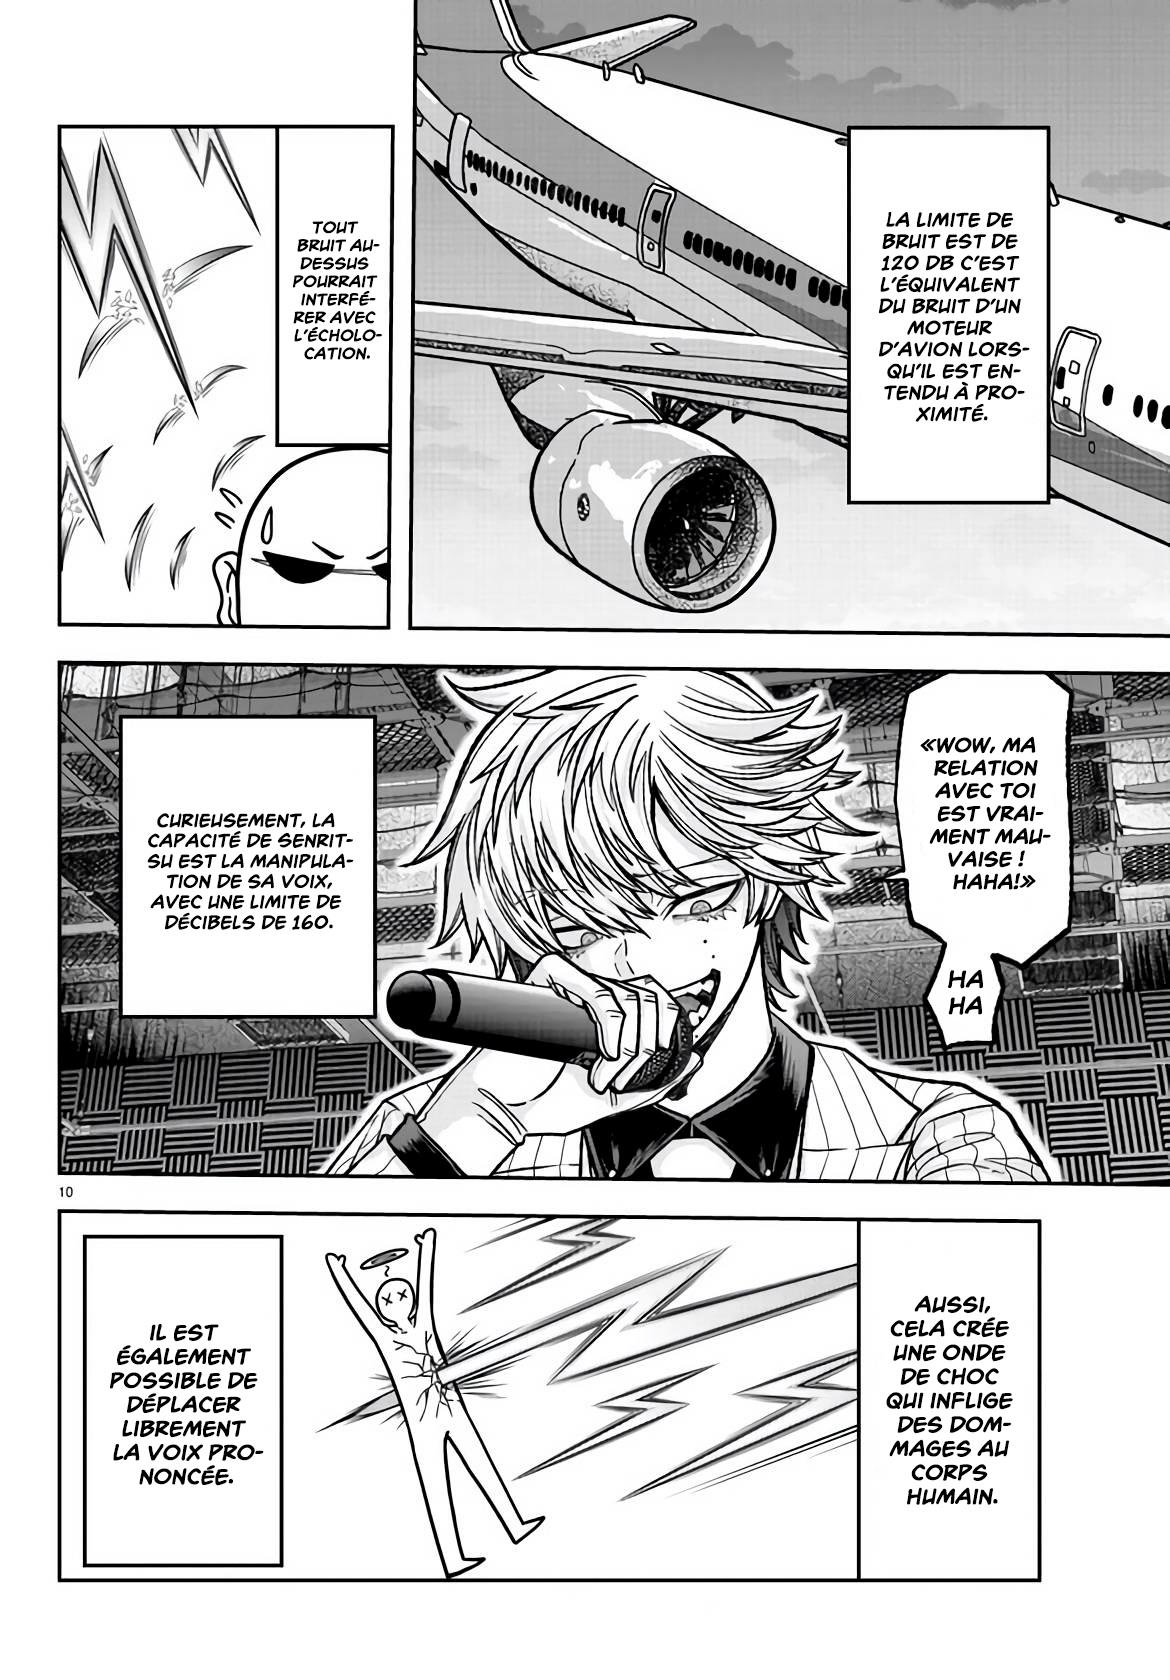 LA LIMITE DE
BRUIT EST DE
120 DB C'EST
L'ÉQUIVALENT
DU BRUIT D'UN
MOTEUR
D'AVION LORS-
QU'IL EST EN-
TENDU À PRO-
XIMITÉ.
TOUT
BRUIT AU-
DESSUS
POURRAIT
INTERFÉ-
RER AVEC
L'ÉCHOLO-
CATION.
«WOW, MA
RELATION
AVEC TOI
EST VRAI-
MENT MAU-
VAISE !
HAHA!»
HA
HA
CURIEUSEMENT, LA
CAPACITÉ DE SENRIT-
SU EST LA MANIPULA-
TION DE SA VOIX,
AVEC UNE LIMITE DE
DÉCIBELS DE 160.
10
AUSSI,
CELA CRÉE
UNE ONDE
DE CHOC
QUI INFLIGE
DES DOM-
MAGES AU
CORPS
HUMAIN.
IL EST
ÉGALEMENT
POSSIBLE DE
DÉPLACER
LIBREMENT
LA VOIX PRO-
NONCÉE.